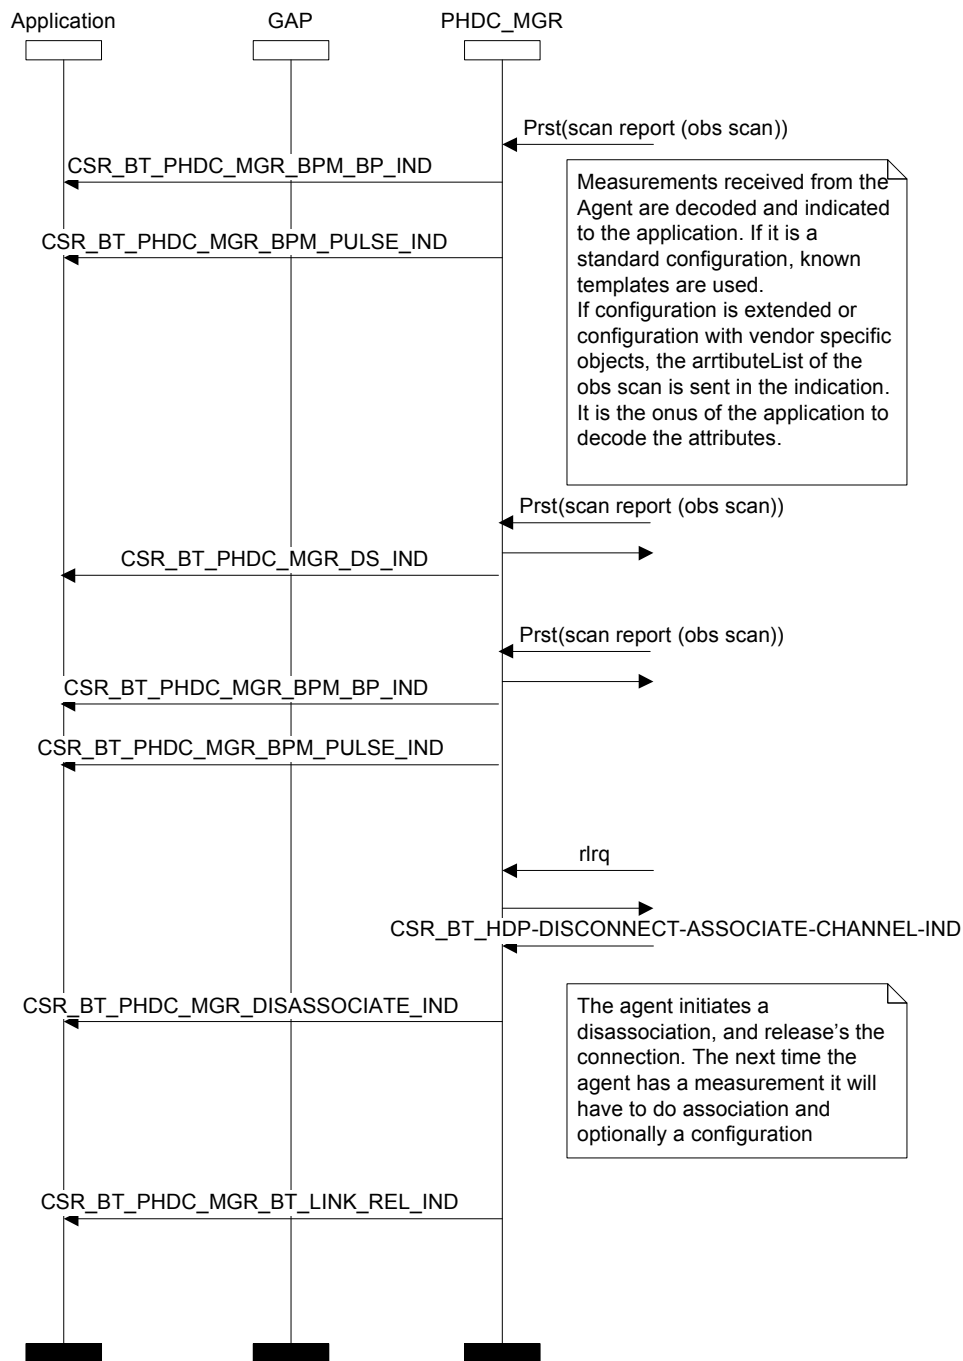 Application
GAP
PHDC_MGR
Prst(scan report (obs scan))
CSR_BT_PHDC_MGR_BPM_BP_IND
Measurements received from the
Agent are decoded and indicated
to the application. If it is a
standard configuration, known
templates are used.
If configuration is extended or
configuration with vendor specific
objects, the arrtibuteList of the
obs scan is sent in the indication.
It is the onus of the application to
decode the attributes.
CSR_BT_PHDC_MGR_BPM_PULSE_IND
Prst(scan report (obs scan))
CSR_BT_PHDC_MGR_DS_IND
Prst(scan report (obs scan))
CSR_BT_PHDC_MGR_BPM_BP_IND
CSR_BT_PHDC_MGR_BPM_PULSE_IND
rlrq
CSR_BT_HDP-DISCONNECT-ASSOCIATE-CHANNEL-IND
CSR_BT_PHDC_MGR_DISASSOCIATE_IND
The agent initiates a
disassociation, and release's the
connection. The next time the
agent has a measurement it will
have to do association and
optionally a configuration
CSR_BT_PHDC_MGR_BT_LINK_REL_IND